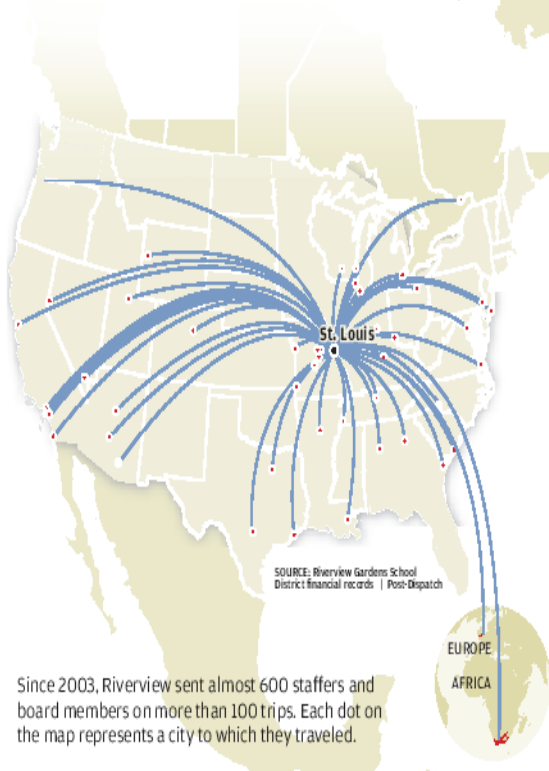 St. Louis
SOURCE: Riverview Gardens School
District financial records | Post-Dispatch
EUROPE
AFRICA
Since 2003, Riverview sent almost 600 staffers and
board members on more than 100 trips. Each dot on
the map represents a city to which they traveled.